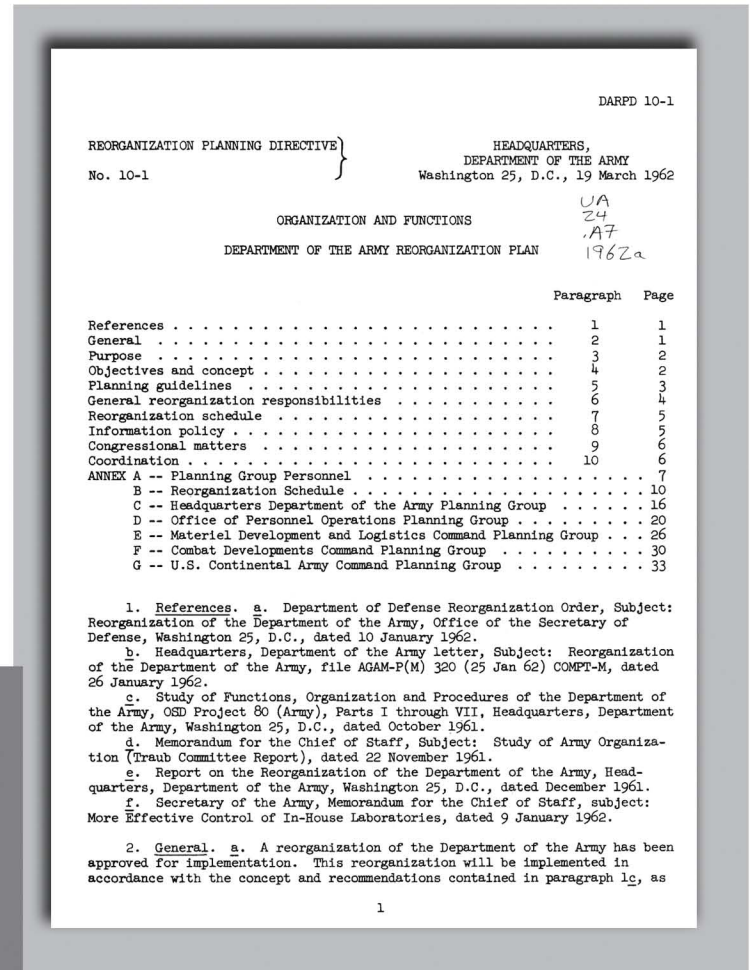 DARPD 10-1
REORGANIZATION PLANNING DIRECTIVE
No. 10-1
HEADQUARTERS,
DEPARTMENT OF THE ARMY
Washington 25, D.C., 19 March 1962
UA
24
.A7
1962a
ORGANIZATION AND FUNCTIONS
DEPARTMENT OF THE ARMY REORGANIZATION PLAN
Paragraph Page
References . . . . . . . . . . . . . . . . . . . . . . . . . . 1 1
General . . . . . . . . . . . . . . . . . . . . . . . . . . . 2 1
Purpose . . . . . . . . . . . . . . . . . . . . . . . . . . . 3 2
Objectives and concept . . . . . . . . . . . . . . . . . . . . 4 2
Planning guidelines . . . . . . . . . . . . . . . . . . . . . 5 3
General reorganization responsibilities . . . . . . . . . . . 6 4
Reorganization schedule . . . . . . . . . . . . . . . . . . . 7 5
Information policy . . . . . . . . . . . . . . . . . . . . . . 8 5
Congressional matters . . . . . . . . . . . . . . . . . . . . 9 6
Coordination . . . . . . . . . . . . . . . . . . . . . . . . . 10 6
ANNEX A -- Planning Group Personnel . . . . . . . . . . . . . . . . . . . 7
B -- Reorganization Schedule . . . . . . . . . . . . . . . . . . . . 10
C -- Headquarters Department of the Army Planning Group . . . . . . 16
D -- Office of Personnel Operations Planning Group . . . . . . . . . 20
E -- Materiel Development and Logistics Command Planning Group . . . 26
F -- Combat Developments Command Planning Group . . . . . . . . . . 30
G -- U.S. Continental Army Command Planning Group . . . . . . . . . 33
1. References. a. Department of Defense Reorganization Order, Subject:
Reorganization of the Department of the Army, Office of the Secretary of
Defense, Washington 25, D.C., dated 10 January 1962.
b. Headquarters, Department of the Army letter, Subject: Reorganization
of the Department of the Army, file AGAM-P(M) 320 (25 Jan 62) COMPT-M, dated
26 January 1962.
c. Study of Functions, Organization and Procedures of the Department of
the Army, OSD Project 80 (Army), Parts I through VII, Headquarters, Department
of the Army, Washington 25, D.C., dated October 1961.
d. Memorandum for the Chief of Staff, Subject: Study of Army Organiza-
tion (Traub Committee Report), dated 22 November 1961.
e. Report on the Reorganization of the Department of the Army, Head-
quarters, Department of the Army, Washington 25, D.C., dated December 1961.
f. Secretary of the Army, Memorandum for the Chief of Staff, subject:
More Effective Control of In-House Laboratories, dated 9 January 1962.
2. General. a. A reorganization of the Department of the Army has been
approved for implementation. This reorganization will be implemented in
accordance with the concept and recommendations contained in paragraph 1c, as
1